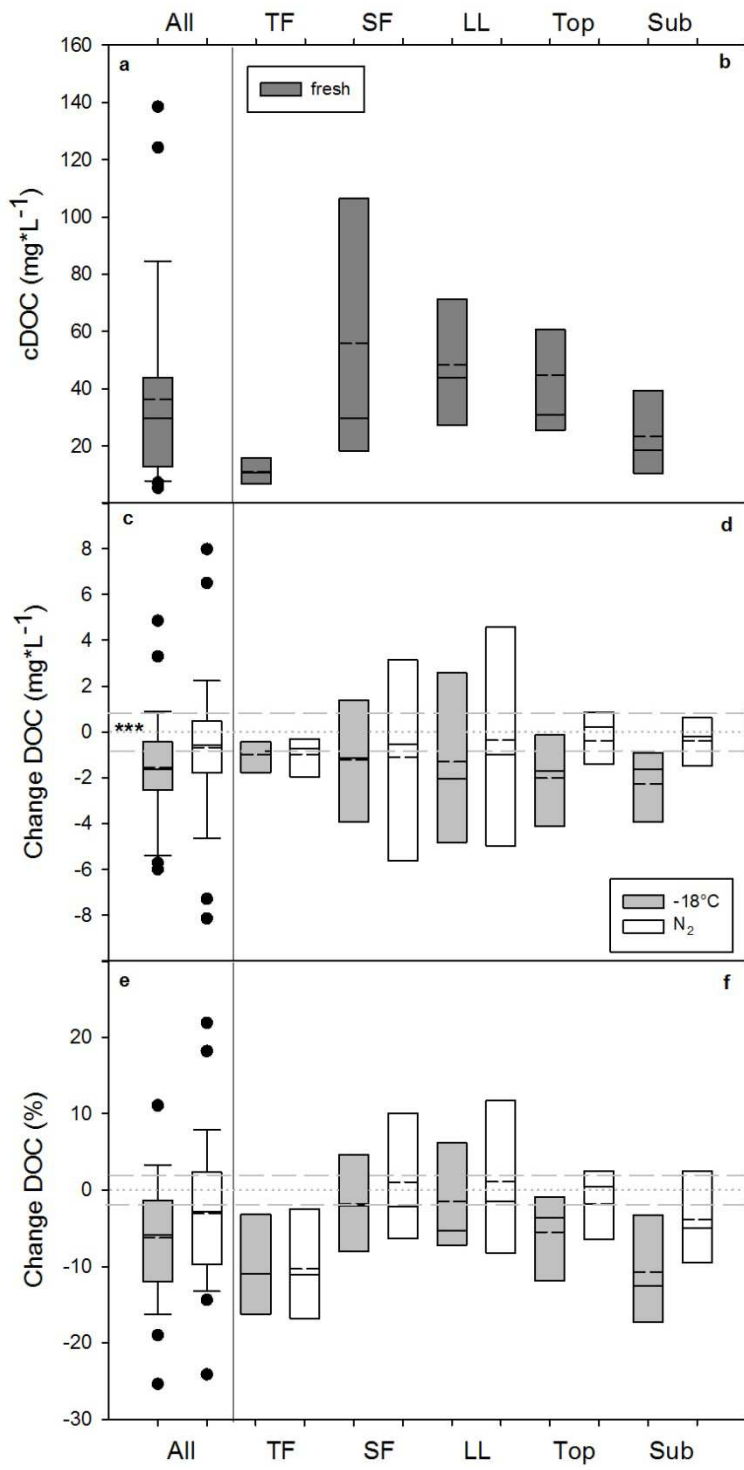 All TF SF LL Top Sub
a b
fresh
160
140
120
100
80
60
40
20
cDOC (mg*L⁻¹)
c d
8
6
4
2
0
-2
-4
-6
-8
***
Change DOC (mg*L⁻¹)
-18°C
N₂
e f
20
10
0
-10
-20
-30
Change DOC (%)
All TF SF LL Top Sub